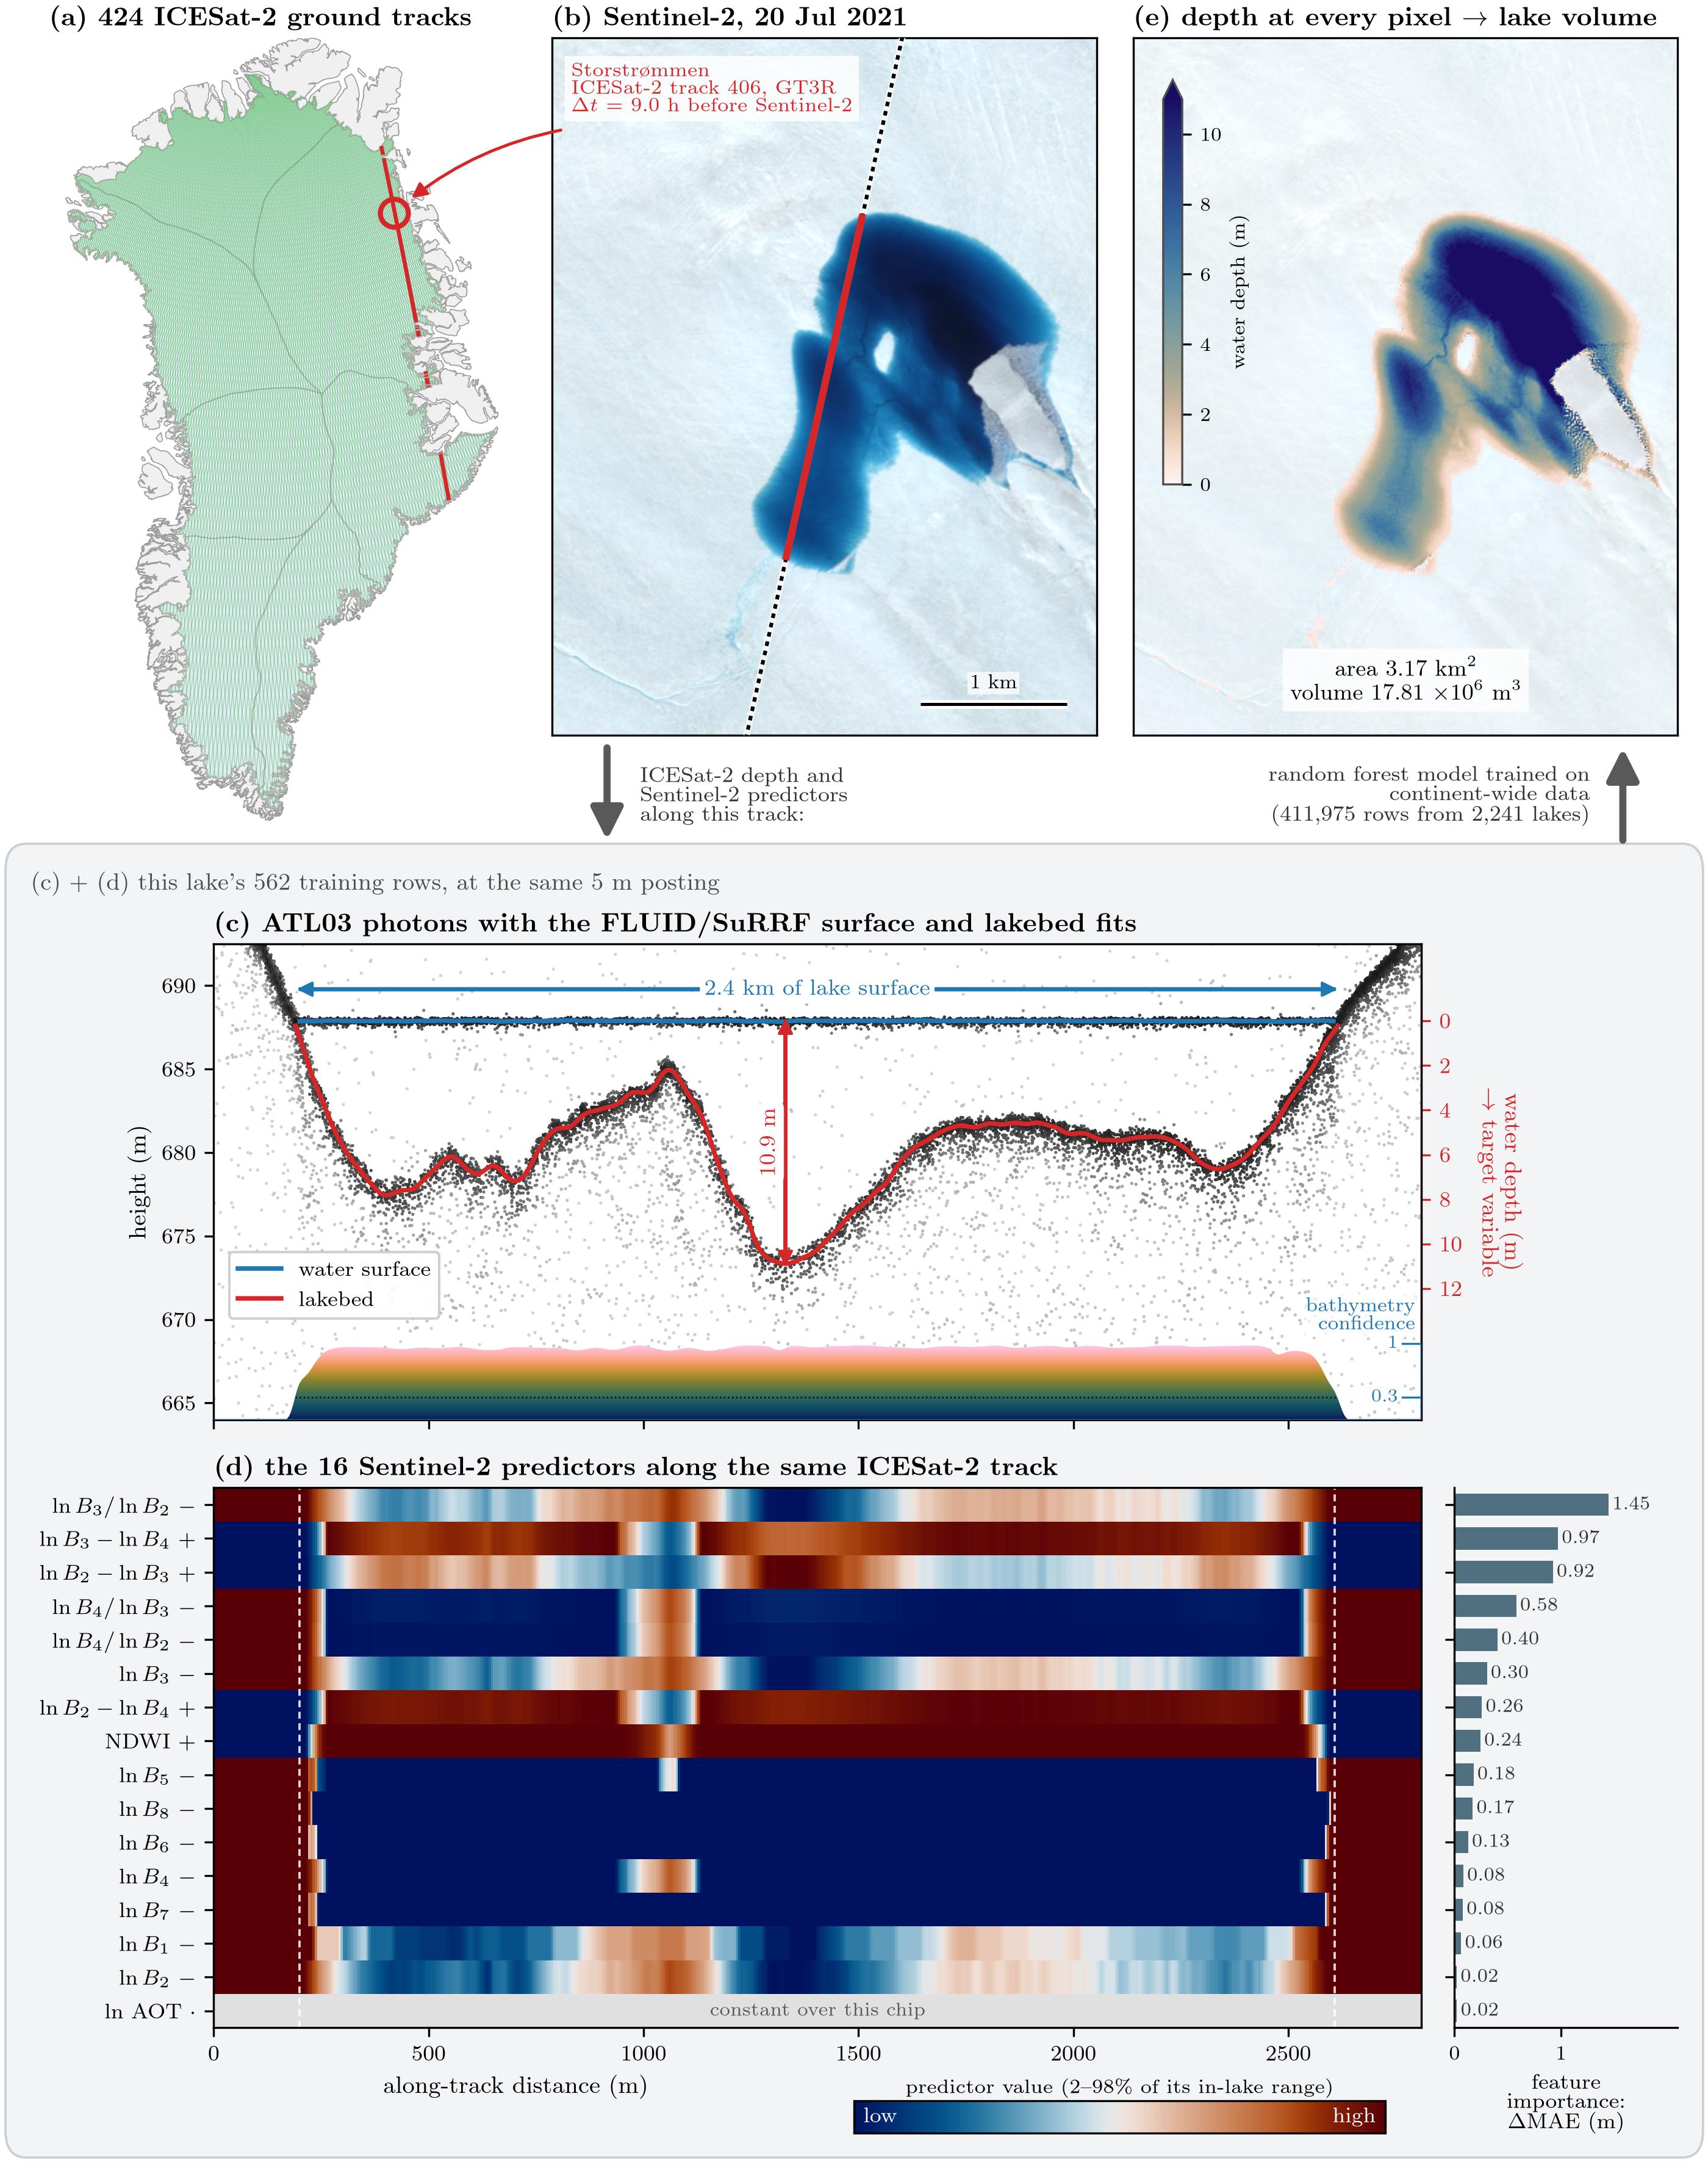 (a) 424 ICESat-2 ground tracks
(b) Sentinel-2, 20 Jul 2021
Storstrømmen
ICESat-2 track 406, GT3R
Δt = 9.0 h before Sentinel-2
1 km
(e) depth at every pixel → lake volume
10
8
6
4
2
0
water depth (m)
area 3.17 km²
volume 17.81 ×10⁶ m³
ICESat-2 depth and
Sentinel-2 predictors
along this track:
random forest model trained on
continent-wide data
(411,975 rows from 2,241 lakes)
(c) + (d) this lake's 562 training rows, at the same 5 m posting
(c) ATL03 photons with the FLUID/SuRRF surface and lakebed fits
690
685
680
675
670
665
height (m)
2.4 km of lake surface
10.9 m
water surface
lakebed
0
2
4
6
8
10
12
water depth (m)
→ target variable
bathymetry
confidence
1
0.3
(d) the 16 Sentinel-2 predictors along the same ICESat-2 track
ln B₃/ ln B₂ − 1.45
ln B₃ − ln B₄ + 0.97
ln B₂ − ln B₃ + 0.92
ln B₄/ ln B₃ − 0.58
ln B₄/ ln B₂ − 0.40
ln B₃ − 0.30
ln B₂ − ln B₄ + 0.26
NDWI + 0.24
ln B₅ − 0.18
ln B₈ − 0.17
ln B₆ − 0.13
ln B₄ − 0.08
ln B₇ − 0.08
ln B₁ − 0.06
ln B₂ − 0.02
ln AOT · constant over this chip 0.02
0 500 1000 1500 2000 2500
along-track distance (m)
0 1
feature
importance:
ΔMAE (m)
predictor value (2–98% of its in-lake range)
low high